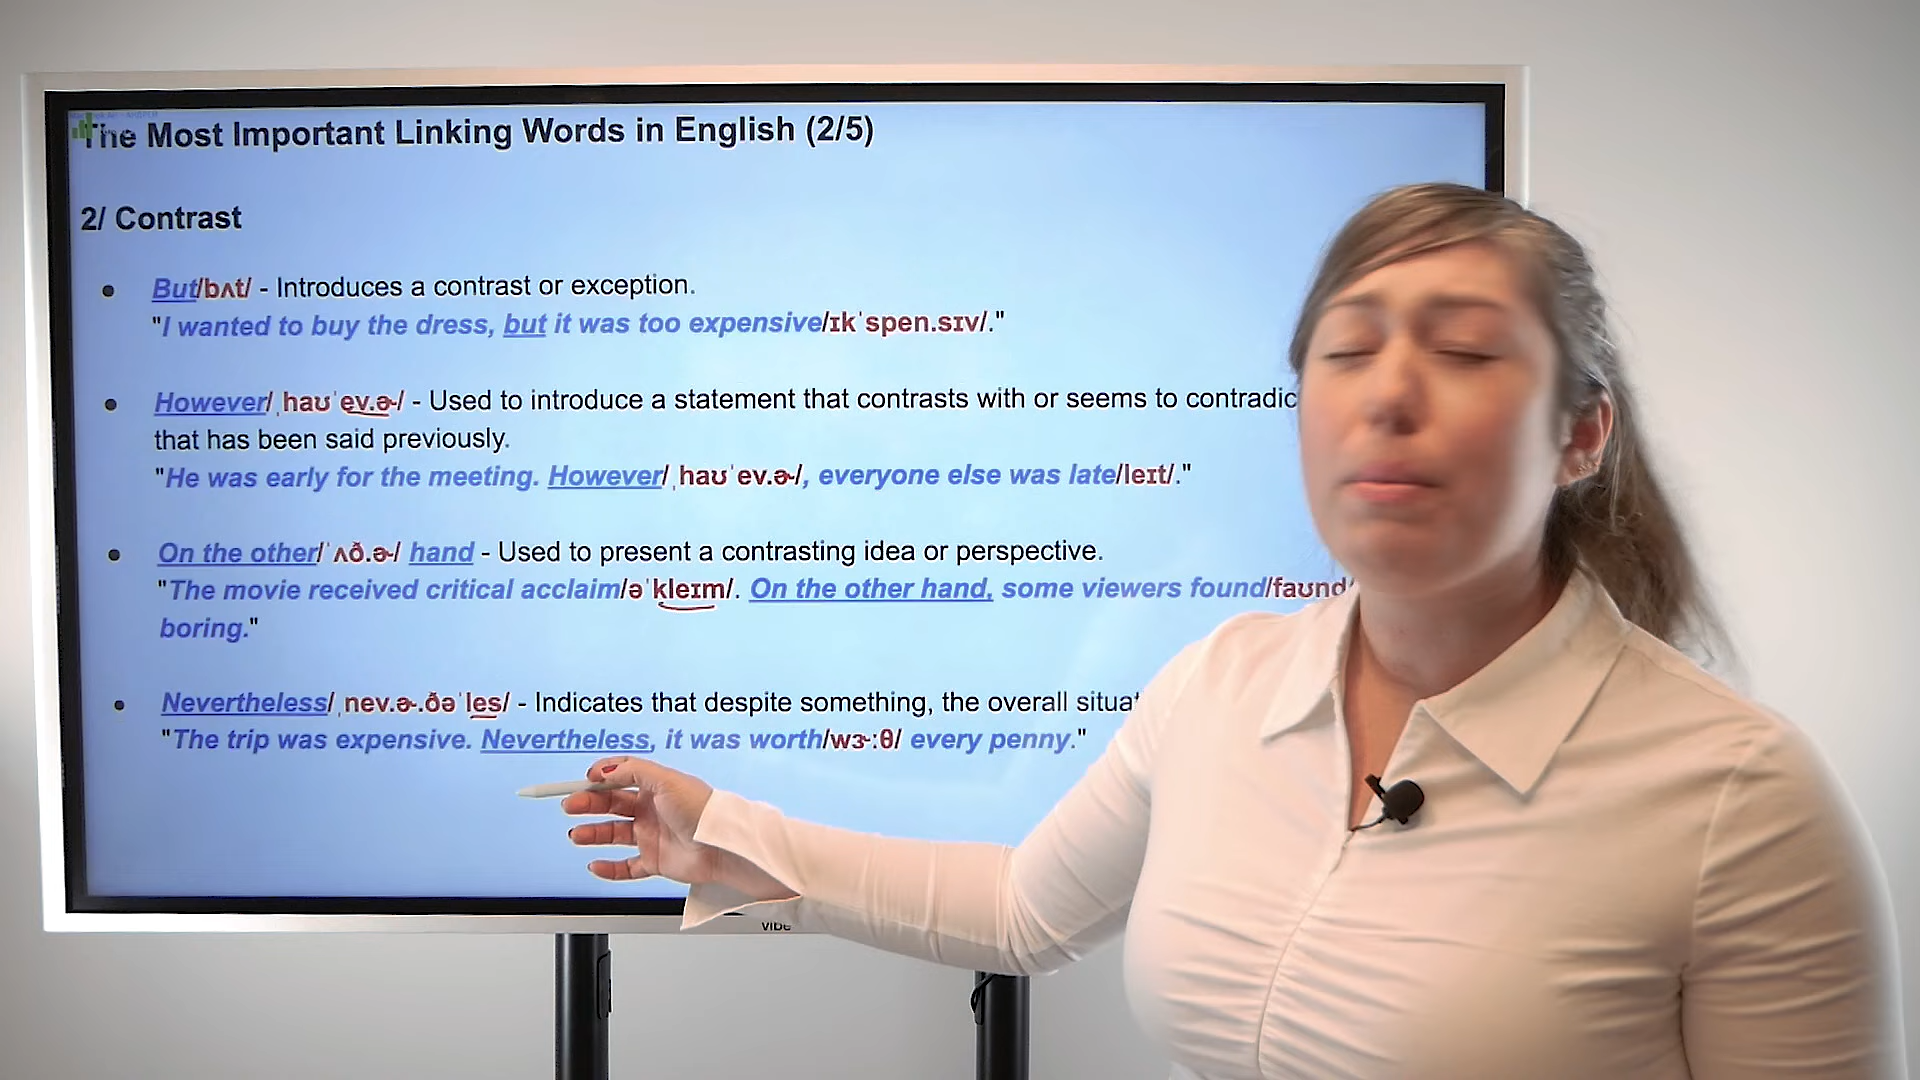 The Most Important Linking Words in English (2/5)
2/ Contrast
But/bʌt/ - Introduces a contrast or exception.
"I wanted to buy the dress, but it was too expensive/ɪkˈspen.sɪv/."
However/ˌhaʊˈev.ɚ/ - Used to introduce a statement that contrasts with or seems to contradic
that has been said previously.
"He was early for the meeting. However/ˌhaʊˈev.ɚ/, everyone else was late/leɪt/."
On the other/ˈʌð.ɚ/ hand - Used to present a contrasting idea or perspective.
"The movie received critical acclaim/əˈkleɪm/. On the other hand, some viewers found/faʊnd/
boring."
Nevertheless/ˌnev.ɚ.ðəˈles/ - Indicates that despite something, the overall situat
"The trip was expensive. Nevertheless, it was worth/wɝː θ/ every penny."
vibe